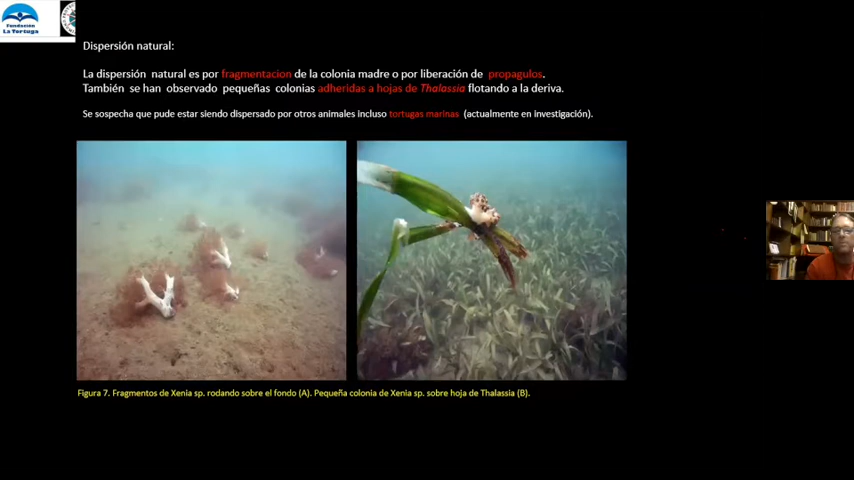 Fundación
La Tortuga
Dispersión natural:
La dispersión natural es por fragmentacion de la colonia madre o por liberación de propagulos.
También se han observado pequeñas colonias adheridas a hojas de Thalassia flotando a la deriva.
Se sospecha que pude estar siendo dispersado por otros animales incluso tortugas marinas (actualmente en investigación).
Figura 7. Fragmentos de Xenia sp. rodando sobre el fondo (A). Pequeña colonia de Xenia sp. sobre hoja de Thalassia (B).